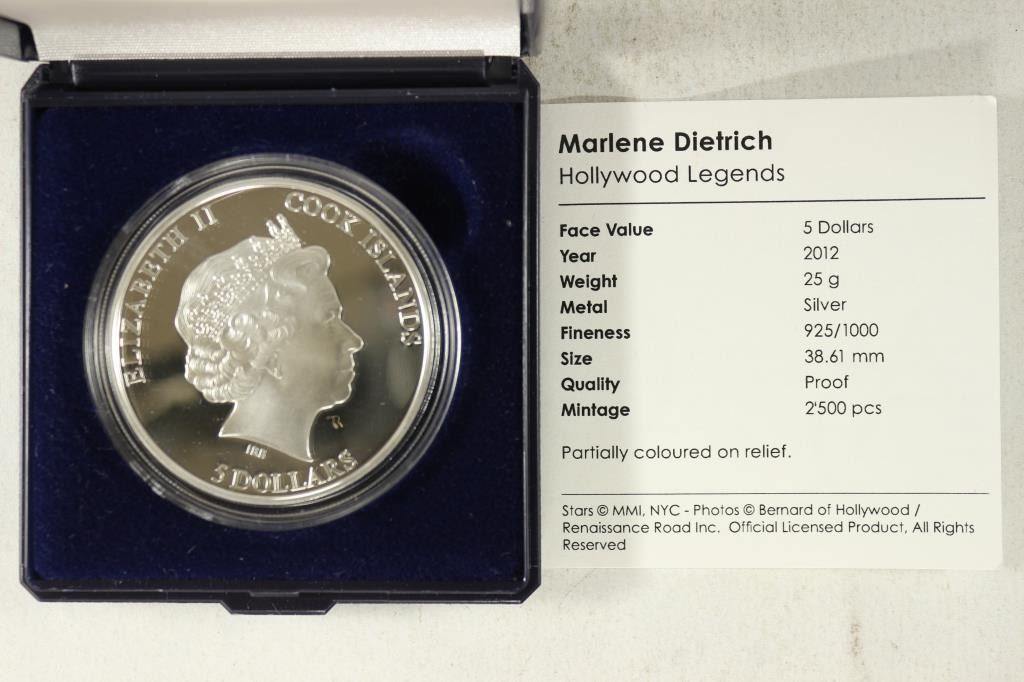 ELIZABETH II
COOK ISLANDS
IRB
5 DOLLARS
Marlene Dietrich
Hollywood Legends
Face Value 5 Dollars
Year 2012
Weight 25 g
Metal Silver
Fineness 925/1000
Size 38.61 mm
Quality Proof
Mintage 2'500 pcs
Partially coloured on relief.
Stars © MMI, NYC - Photos © Bernard of Hollywood /
Renaissance Road Inc. Official Licensed Product, All Rights
Reserved